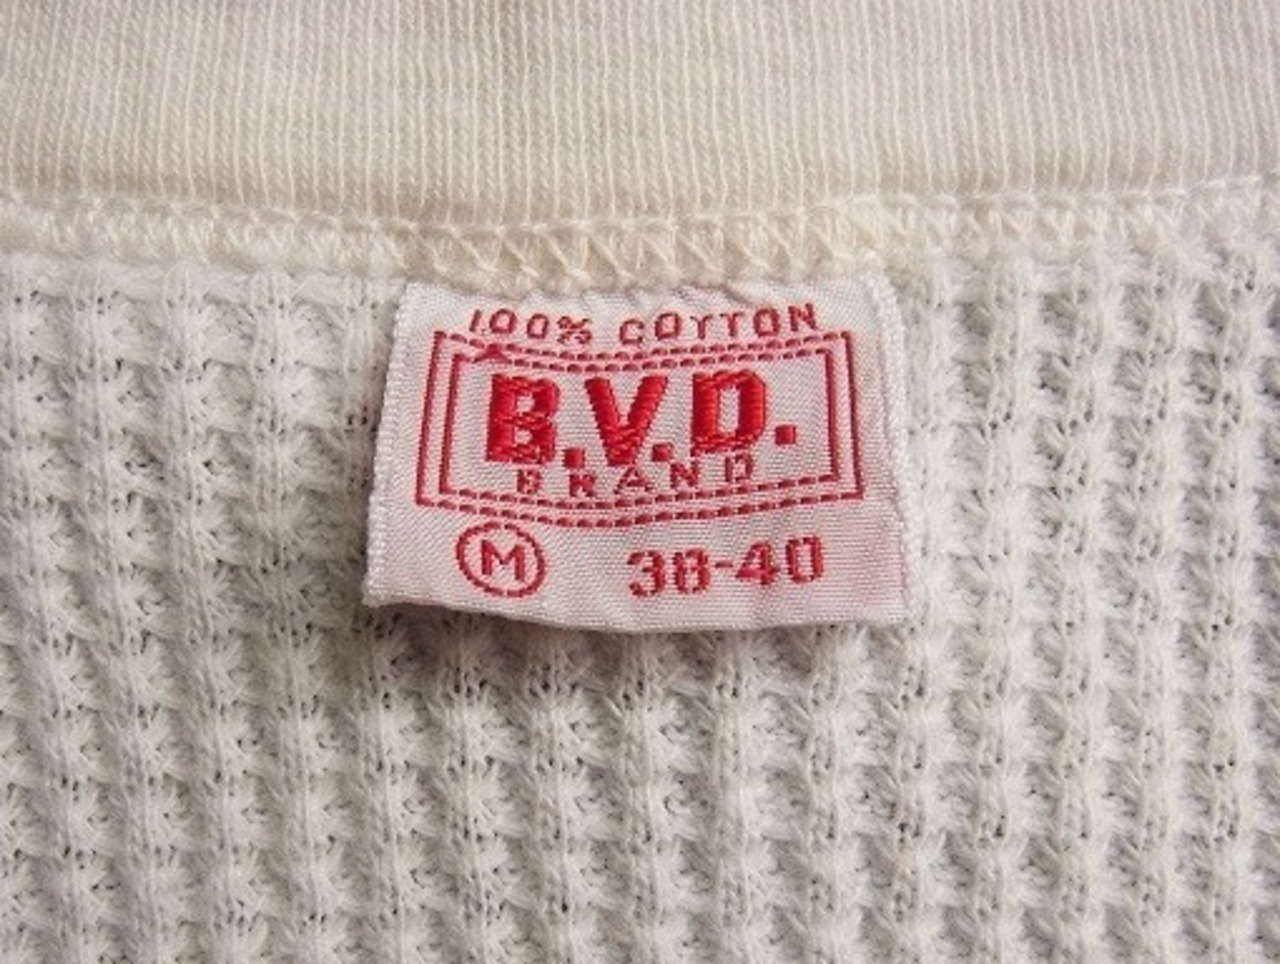 100% COTTON
B.V.D.
BRAND
M 38-40